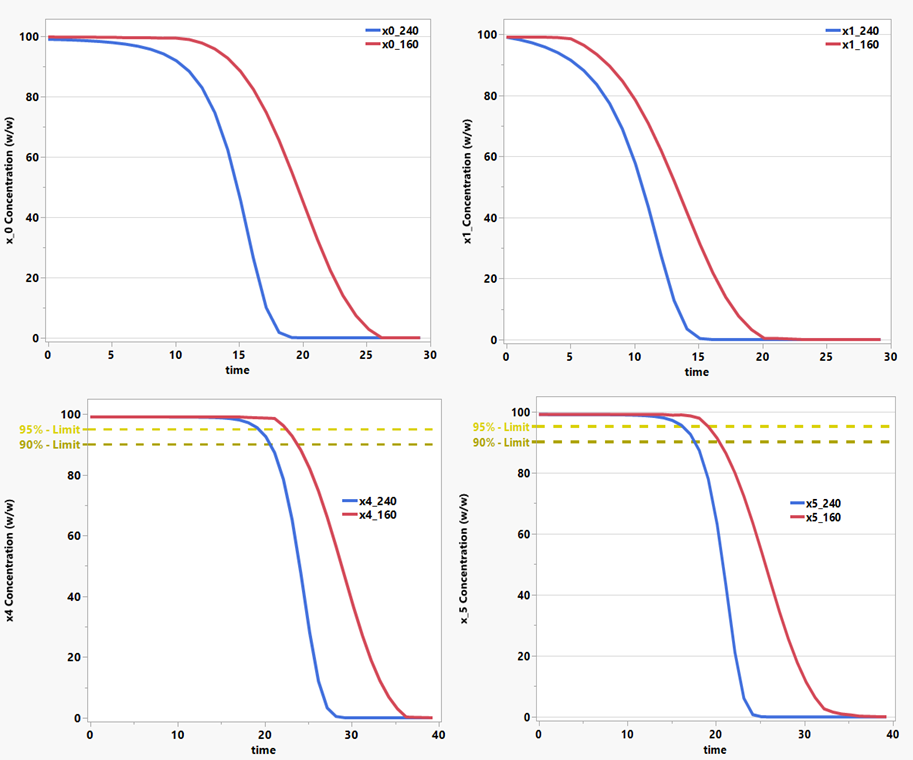 x_0 Concentration (w/w)
100
80
60
40
20
0
x0_240
x0_160
0 5 10 15 20 25 30
time
x1_Concentration (w/w)
100
80
60
40
20
0
x1_240
x1_160
0 5 10 15 20 25 30
time
x4 Concentration (w/w)
100
95% - Limit
90% - Limit
80
60
40
20
0
x4_240
x4_160
0 10 20 30 40
time
x_5 Concentration (w/w)
100
95% - Limit
90% - Limit
80
60
40
20
0
x5_240
x5_160
0 10 20 30 40
time